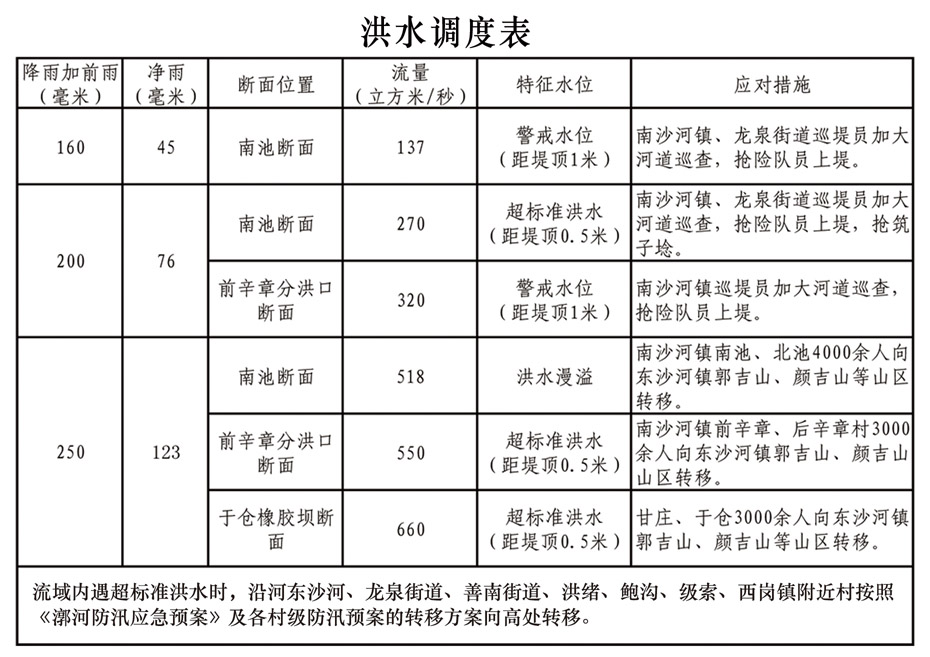 洪水调度表
降雨加前雨
（毫米）
净雨
（毫米）
断面位置
流量
（立方米/秒）
特征水位
应对措施
160
45
南池断面
137
警戒水位
（距堤顶1米）
南沙河镇、龙泉街道巡堤员加大
河道巡查，抢险队员上堤。
200
76
南池断面
270
超标准洪水
（距堤顶0.5米）
南沙河镇、龙泉街道巡堤员加大
河道巡查，抢险队员上堤，抢筑
子埝。
前辛章分洪口
断面
320
警戒水位
（距堤顶1米）
南沙河镇巡堤员加大河道巡查，
抢险队员上堤。
250
123
南池断面
518
洪水漫溢
南沙河镇南池、北池4000余人向
东沙河镇郭吉山、颜吉山等山区
转移。
前辛章分洪口
断面
550
超标准洪水
（距堤顶0.5米）
南沙河镇前辛章、后辛章村3000
余人向东沙河镇郭吉山、颜吉山
山区转移。
于仓橡胶坝断
面
660
超标准洪水
（距堤顶0.5米）
甘庄、于仓3000余人向东沙河镇
郭吉山、颜吉山等山区转移。
流域内遇超标准洪水时，沿河东沙河、龙泉街道、善南街道、洪绪、鲍沟、级索、西岗镇附近村按照
《漷河防汛应急预案》及各村级防汛预案的转移方案向高处转移。